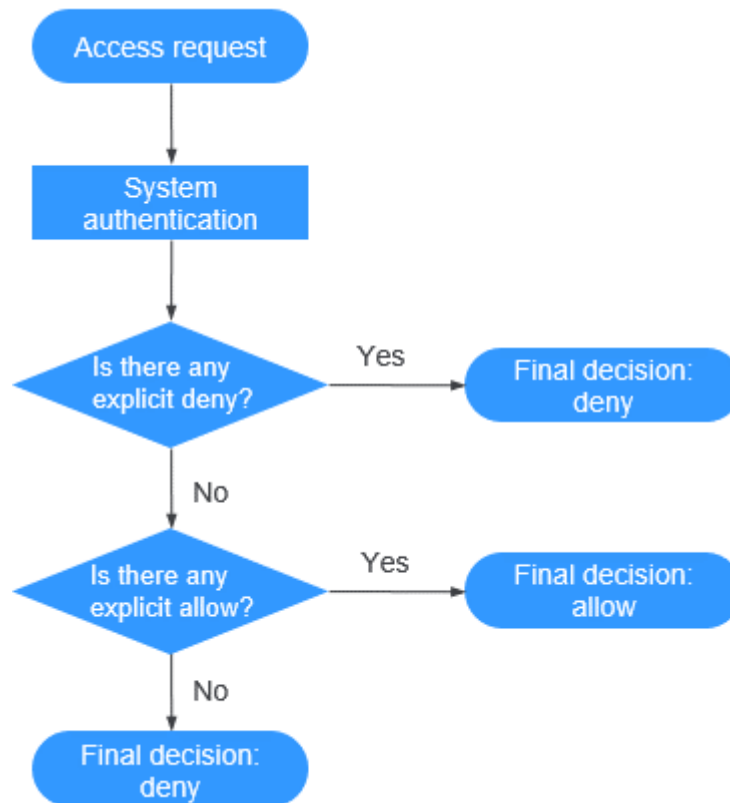 Access request
System
authentication
Is there any
explicit deny?
Yes
Final decision:
deny
No
Is there any
explicit allow?
Yes
Final decision:
allow
No
Final decision:
deny